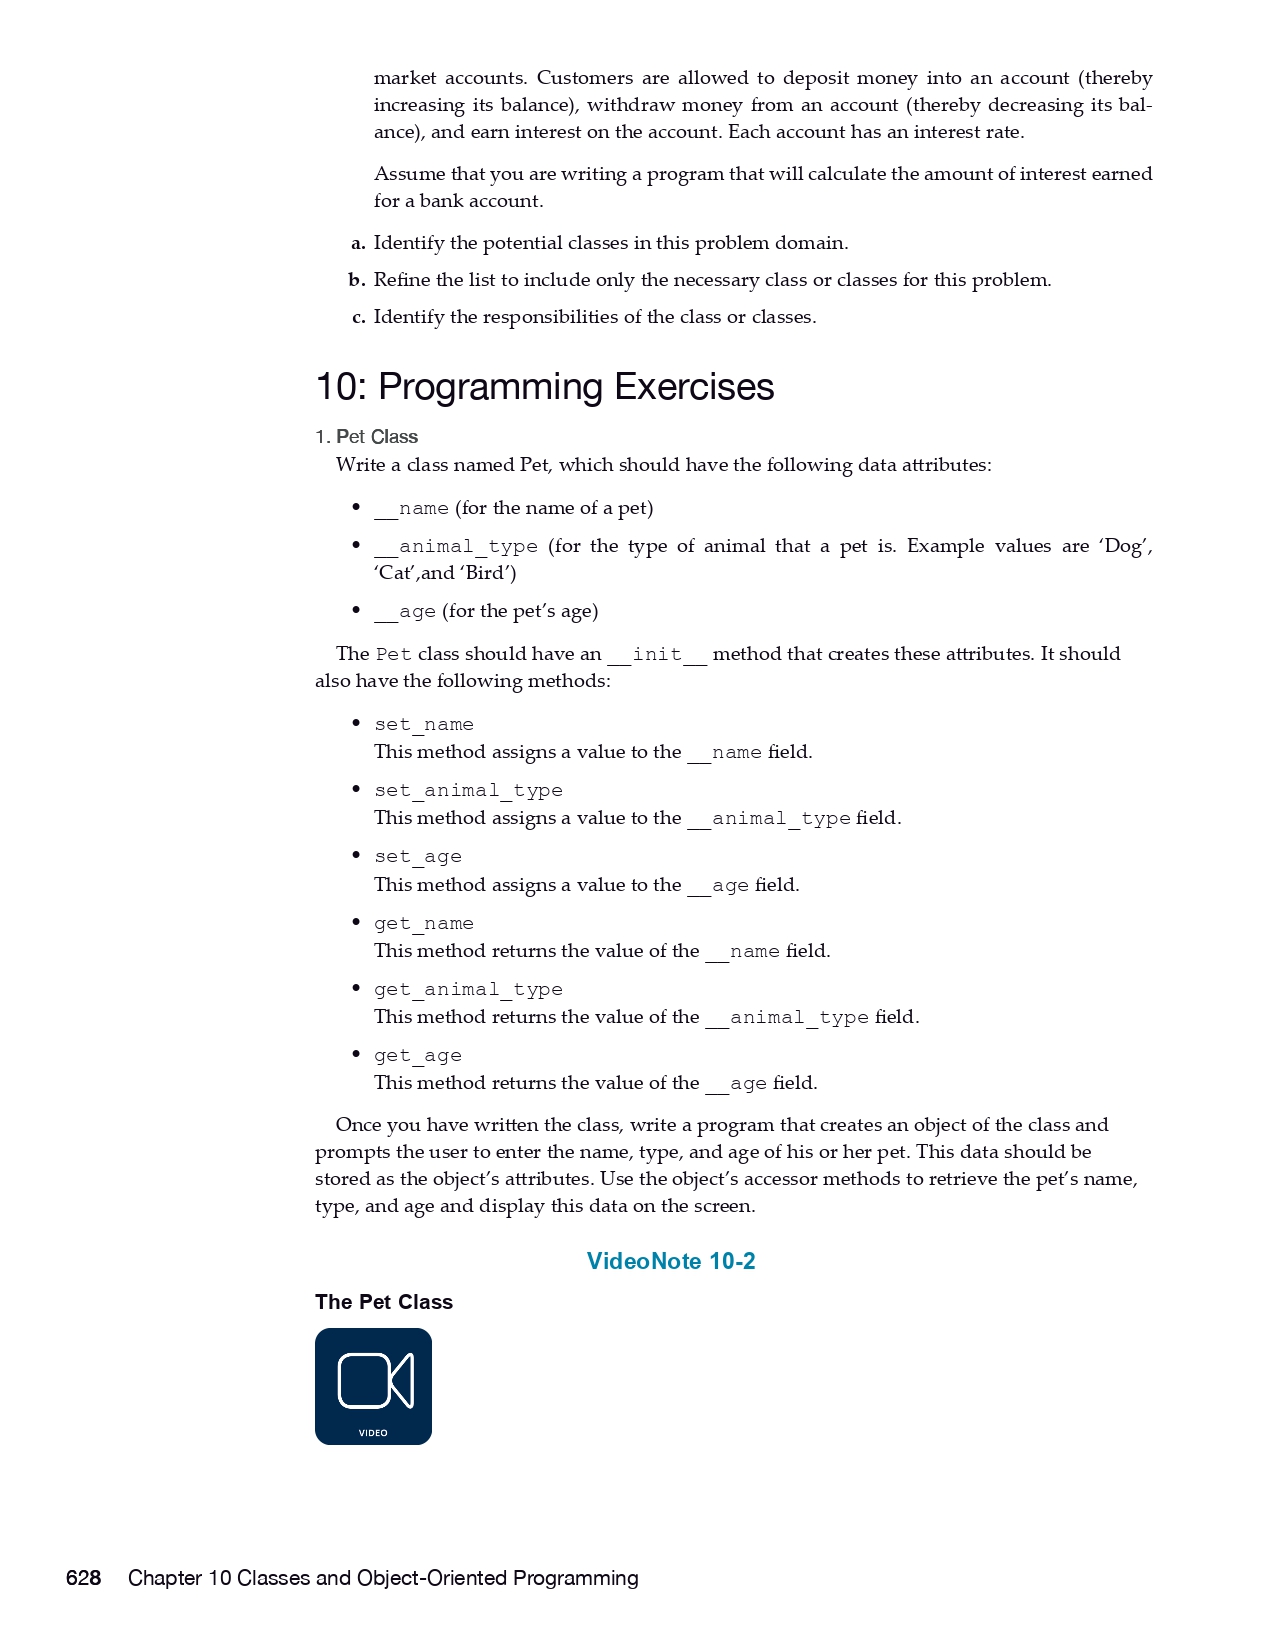 market accounts. Customers are allowed to deposit money into an account (thereby
increasing its balance), withdraw money from an account (thereby decreasing its bal-
ance), and earn interest on the account. Each account has an interest rate.
Assume that you are writing a program that will calculate the amount of interest earned
for a bank account.
a. Identify the potential classes in this problem domain.
b. Refine the list to include only the necessary class or classes for this problem.
c. Identify the responsibilities of the class or classes.
10: Programming Exercises
1. Pet Class
Write a class named Pet, which should have the following data attributes:
• __name (for the name of a pet)
• __animal_type (for the type of animal that a pet is. Example values are ‘Dog’,
‘Cat’,and ‘Bird’)
• __age (for the pet’s age)
The Pet class should have an __init__ method that creates these attributes. It should
also have the following methods:
• set_name
This method assigns a value to the __name field.
• set_animal_type
This method assigns a value to the __animal_type field.
• set_age
This method assigns a value to the __age field.
• get_name
This method returns the value of the __name field.
• get_animal_type
This method returns the value of the __animal_type field.
• get_age
This method returns the value of the __age field.
Once you have written the class, write a program that creates an object of the class and
prompts the user to enter the name, type, and age of his or her pet. This data should be
stored as the object’s attributes. Use the object’s accessor methods to retrieve the pet’s name,
type, and age and display this data on the screen.
VideoNote 10-2
The Pet Class
VIDEO
628 Chapter 10 Classes and Object-Oriented Programming